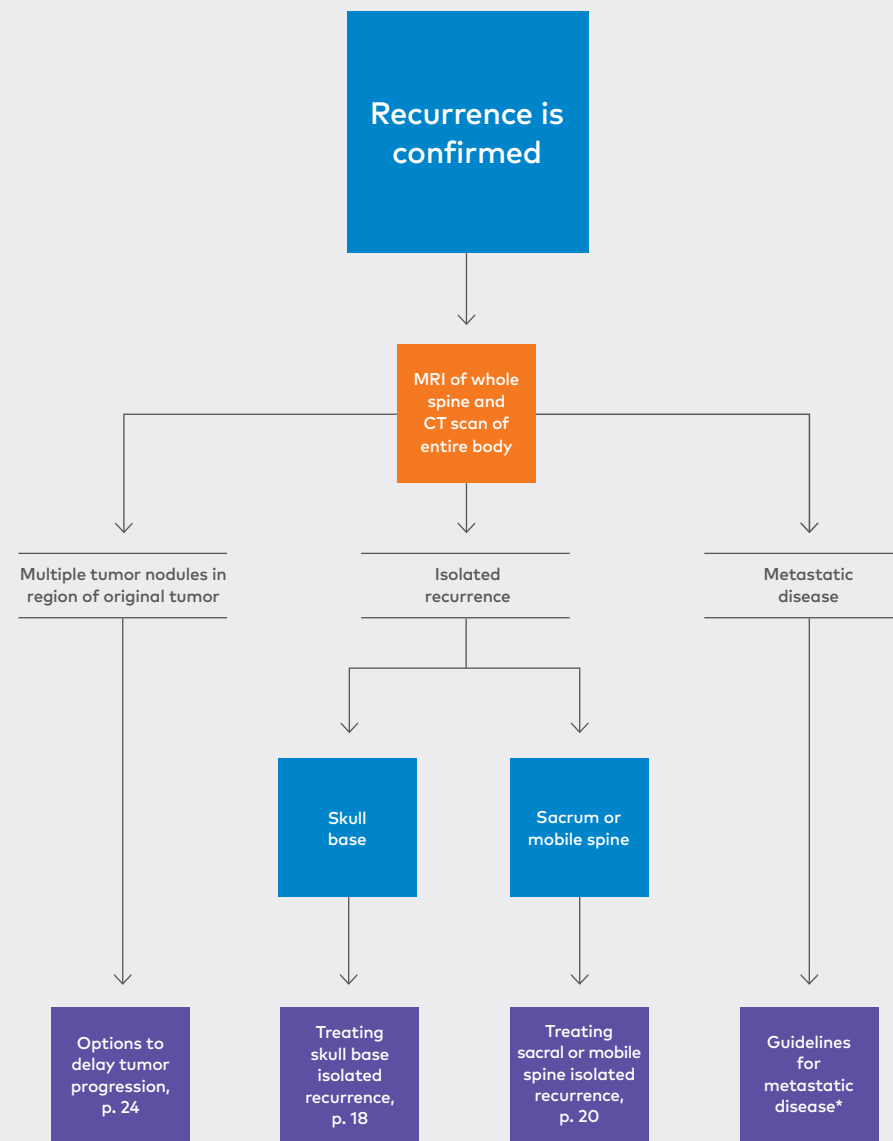 Recurrence is
confirmed
MRI of whole
spine and
CT scan of
entire body
Multiple tumor nodules in
region of original tumor
Isolated
recurrence
Metastatic
disease
Skull
base
Sacrum or
mobile spine
Options to
delay tumor
progression,
p. 24
Treating
skull base
isolated
recurrence,
p. 18
Treating
sacral or mobile
spine isolated
recurrence,
p. 20
Guidelines
for
metastatic
disease*